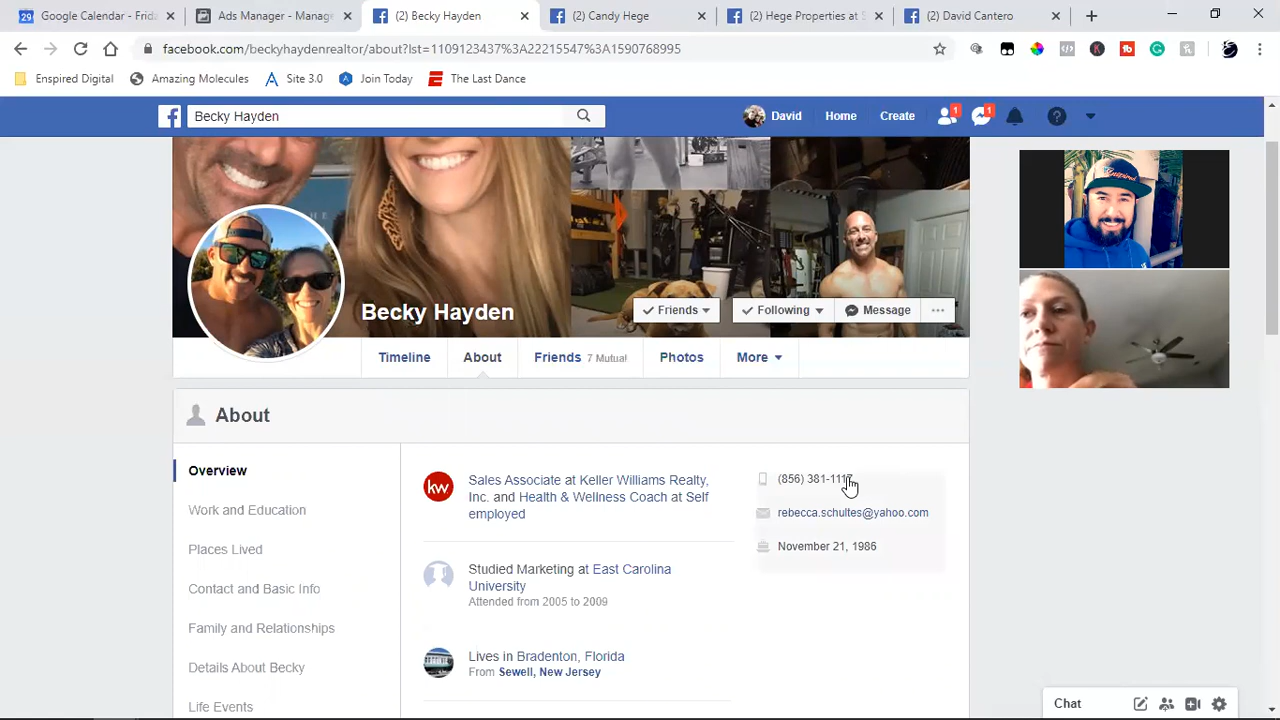 Google Calendar - Frida
Ads Manager - Manage
(2) Becky Hayden
(2) Candy Hege
(2) Hege Properties at S
(2) David Cantero
facebook.com/beckyhaydenrealtor/about?lst=1109123437%3A22215547%3A1590768995
Enspired Digital
Amazing Molecules
Site 3.0
Join Today
The Last Dance
Becky Hayden
David
Home
Create
1
1
Becky Hayden
Friends
Following
Message
Timeline
About
Friends 7 Mutual
Photos
More
About
Overview
Work and Education
Places Lived
Contact and Basic Info
Family and Relationships
Details About Becky
Life Events
kw
Sales Associate at Keller Williams Realty,
Inc. and Health & Wellness Coach at Self
employed
Studied Marketing at East Carolina
University
Attended from 2005 to 2009
Lives in Bradenton, Florida
From Sewell, New Jersey
(856) 381-1117
rebecca.schultes@yahoo.com
November 21, 1986
Chat